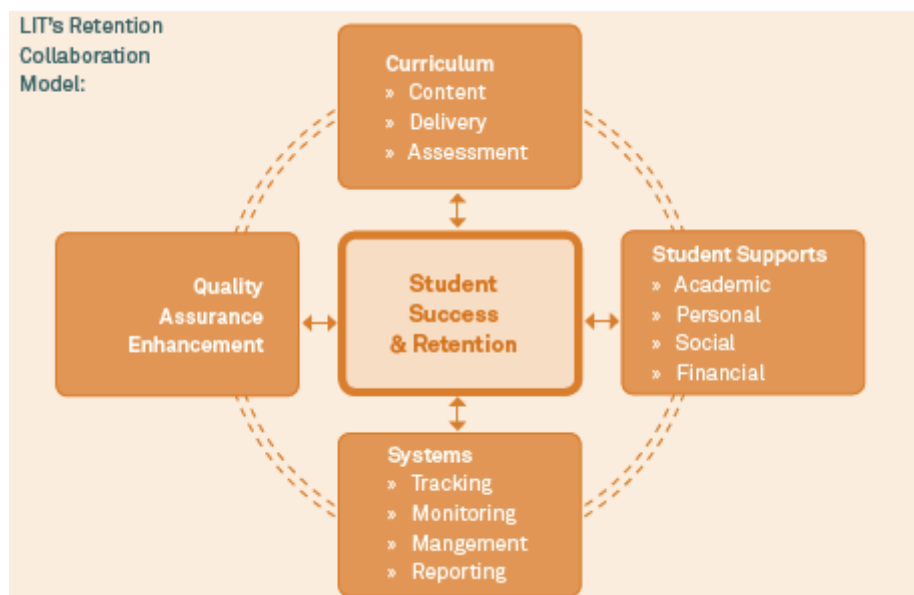 LIT's Retention
Collaboration
Model:
Curriculum
» Content
» Delivery
» Assessment
Quality
Assurance
Enhancement
Student
Success
& Retention
Student Supports
» Academic
» Personal
» Social
» Financial
Systems
» Tracking
» Monitoring
» Mangement
» Reporting